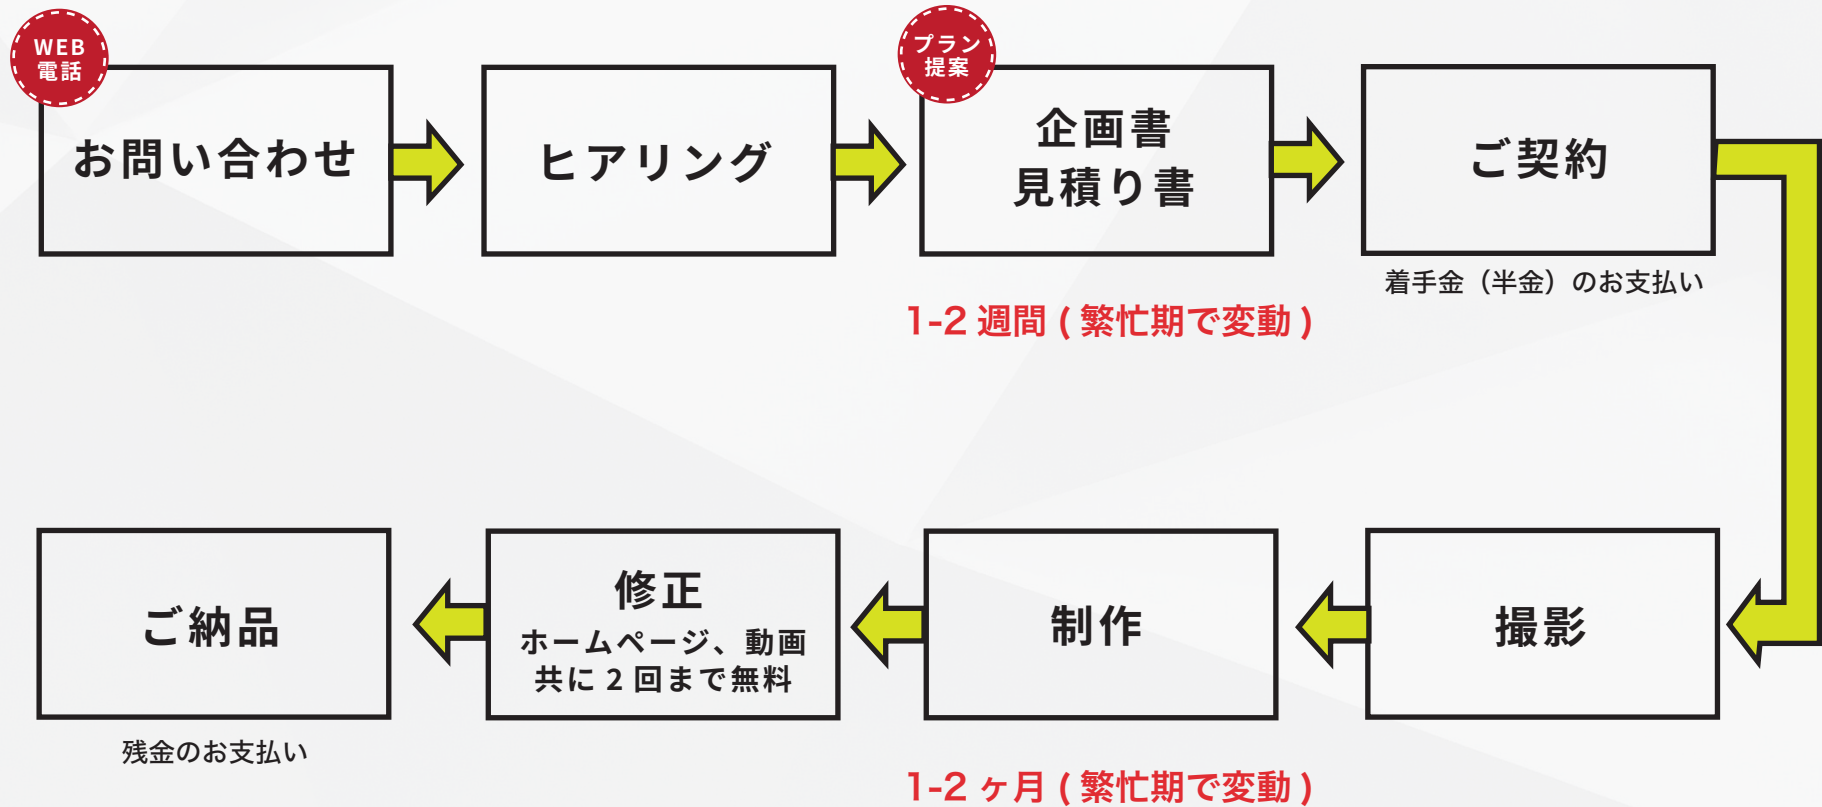 WEB
電話
お問い合わせ
ヒアリング
プラン
提案
企画書
見積り書
1-2 週間 ( 繁忙期で変動 )
ご契約
着手金（半金）のお支払い
撮影
制作
1-2 ヶ月 ( 繁忙期で変動 )
修正
ホームページ、動画
共に 2 回まで無料
ご納品
残金のお支払い